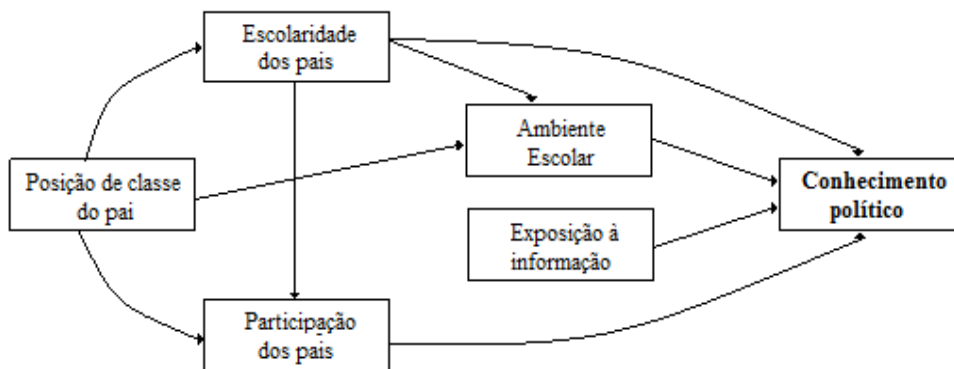 Escolaridade
dos pais
Ambiente
Escolar
Posição de classe
do pai
Conhecimento
político
Exposição à
informação
Participação
dos pais